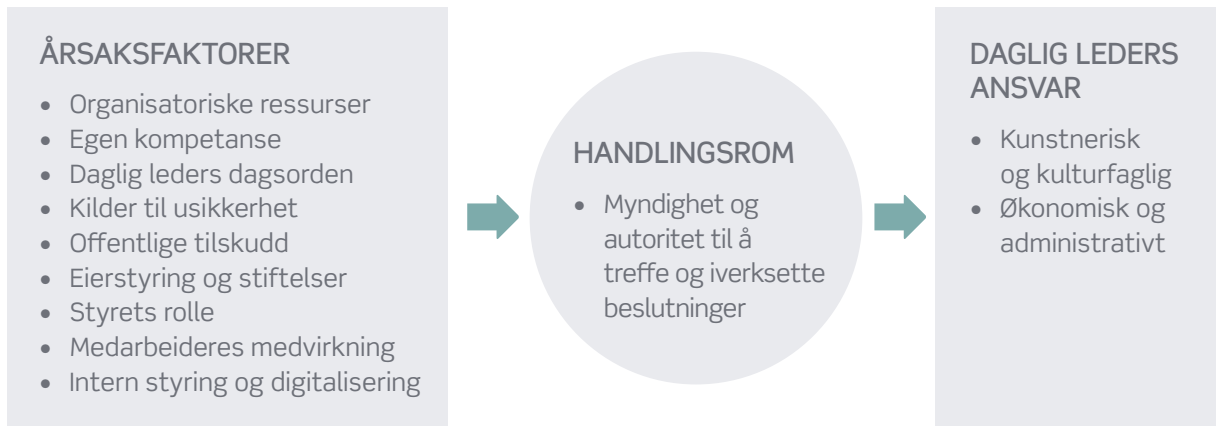 ÅRSAKSFAKTORER
• Organisatoriske ressurser
• Egen kompetanse
• Daglig leders dagsorden
• Kilder til usikkerhet
• Offentlige tilskudd
• Eierstyring og stiftelser
• Styrets rolle
• Medarbeideres medvirkning
• Intern styring og digitalisering
HANDLINGSROM
• Myndighet og
autoritet til å
treffe og iverksette
beslutninger
DAGLIG LEDERS
ANSVAR
• Kunstnerisk
og kulturfaglig
• Økonomisk og
administrativt